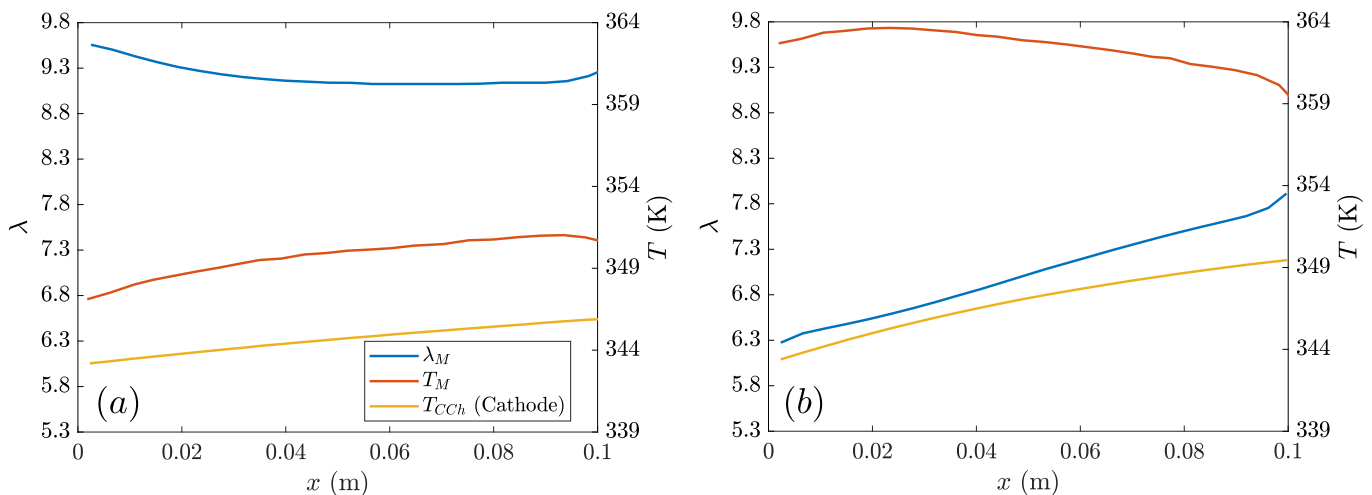 9.8
9.3
8.8
8.3
7.8
7.3
6.8
6.3
5.8
5.3
λ
364
359
354
349
344
339
T (K)
(a)
λ_M
T_M
T_CCh (Cathode)
0 0.02 0.04 0.06 0.08 0.1
x (m)
9.8
9.3
8.8
8.3
7.8
7.3
6.8
6.3
5.8
5.3
λ
364
359
354
349
344
339
T (K)
(b)
0 0.02 0.04 0.06 0.08 0.1
x (m)